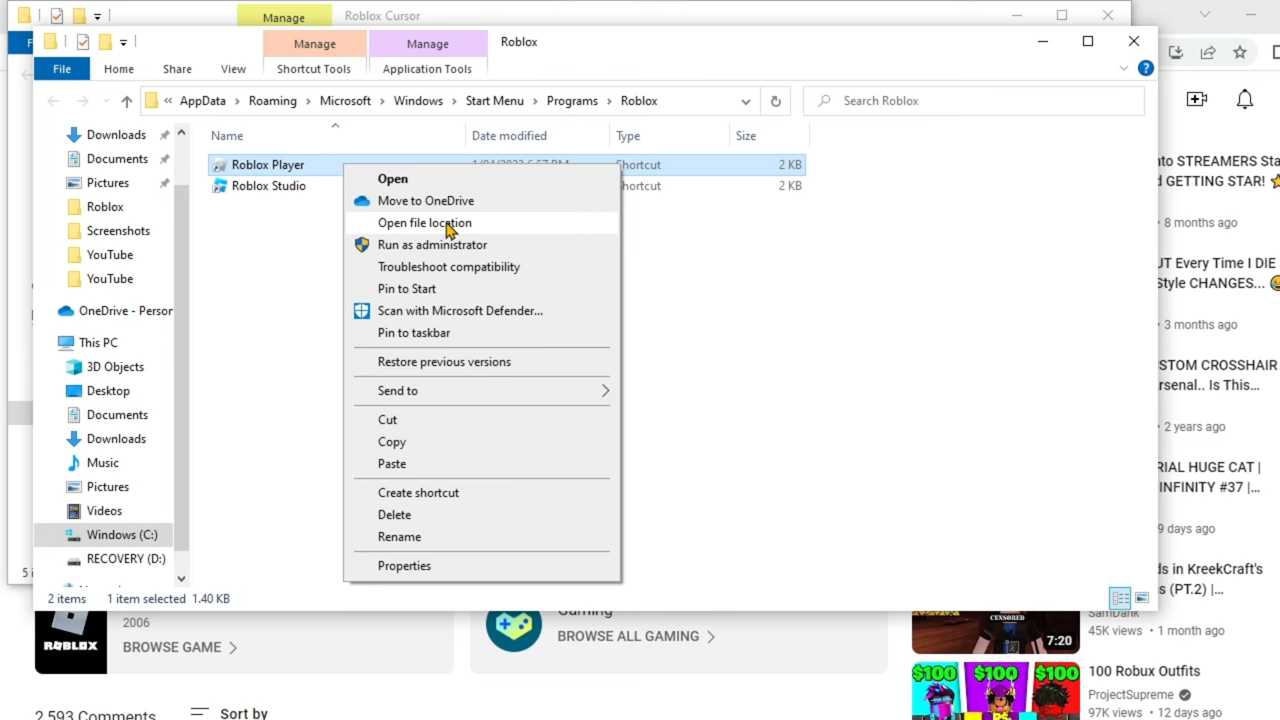 Manage
Roblox Cursor
F
Manage
Manage
Roblox
File
Home
Share
View
Shortcut Tools
Application Tools
?
« AppData > Roaming > Microsoft > Windows > Start Menu > Programs > Roblox
Search Roblox
Name
Date modified
Type
Size
Roblox Player
Shortcut
2 KB
Roblox Studio
2 KB
Downloads
Documents
Pictures
Roblox
Screenshots
YouTube
YouTube
OneDrive - Person
This PC
3D Objects
Desktop
Documents
Downloads
Music
Pictures
Videos
Windows (C:)
RECOVERY (D:)
Open
Move to OneDrive
Open file location
Run as administrator
Troubleshoot compatibility
Pin to Start
Scan with Microsoft Defender...
Pin to taskbar
Restore previous versions
Send to
Cut
Copy
Paste
Create shortcut
Delete
Rename
Properties
2 items
1 item selected 1.40 KB
nto STREAMERS Sta
d GETTING STAR!
• 8 months ago
UT Every Time I DIE
Style CHANGES...
• 3 months ago
STOM CROSSHAIR
rsenal.. Is This...
• 2 years ago
RIAL HUGE CAT |
INFINITY #37 |...
9 days ago
ds in KreekCraft's
s (PT.2) |...
SamDank
45K views • 1 month ago
CENSORED
7:20
100 Robux Outfits
ProjectSupreme
97K views • 12 days ago
$100
$100
$100
ROBLOX
2006
BROWSE GAME >
Gaming
BROWSE ALL GAMING >
2,593 Comments
Sort by